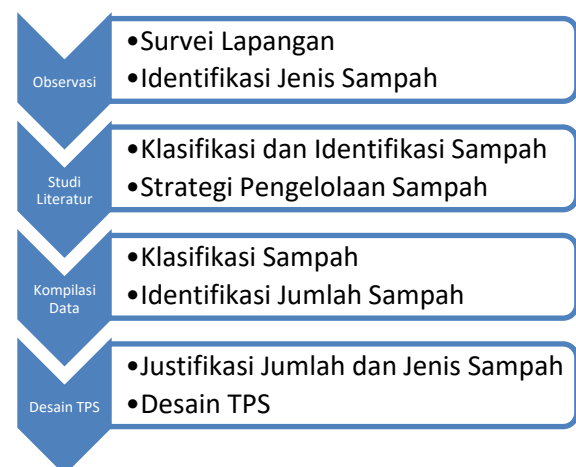 Observasi
•Survei Lapangan
•Identifikasi Jenis Sampah
Studi
Literatur
•Klasifikasi dan Identifikasi Sampah
•Strategi Pengelolaan Sampah
Kompilasi
Data
•Klasifikasi Sampah
•Identifikasi Jumlah Sampah
Desain TPS
•Justifikasi Jumlah dan Jenis Sampah
•Desain TPS